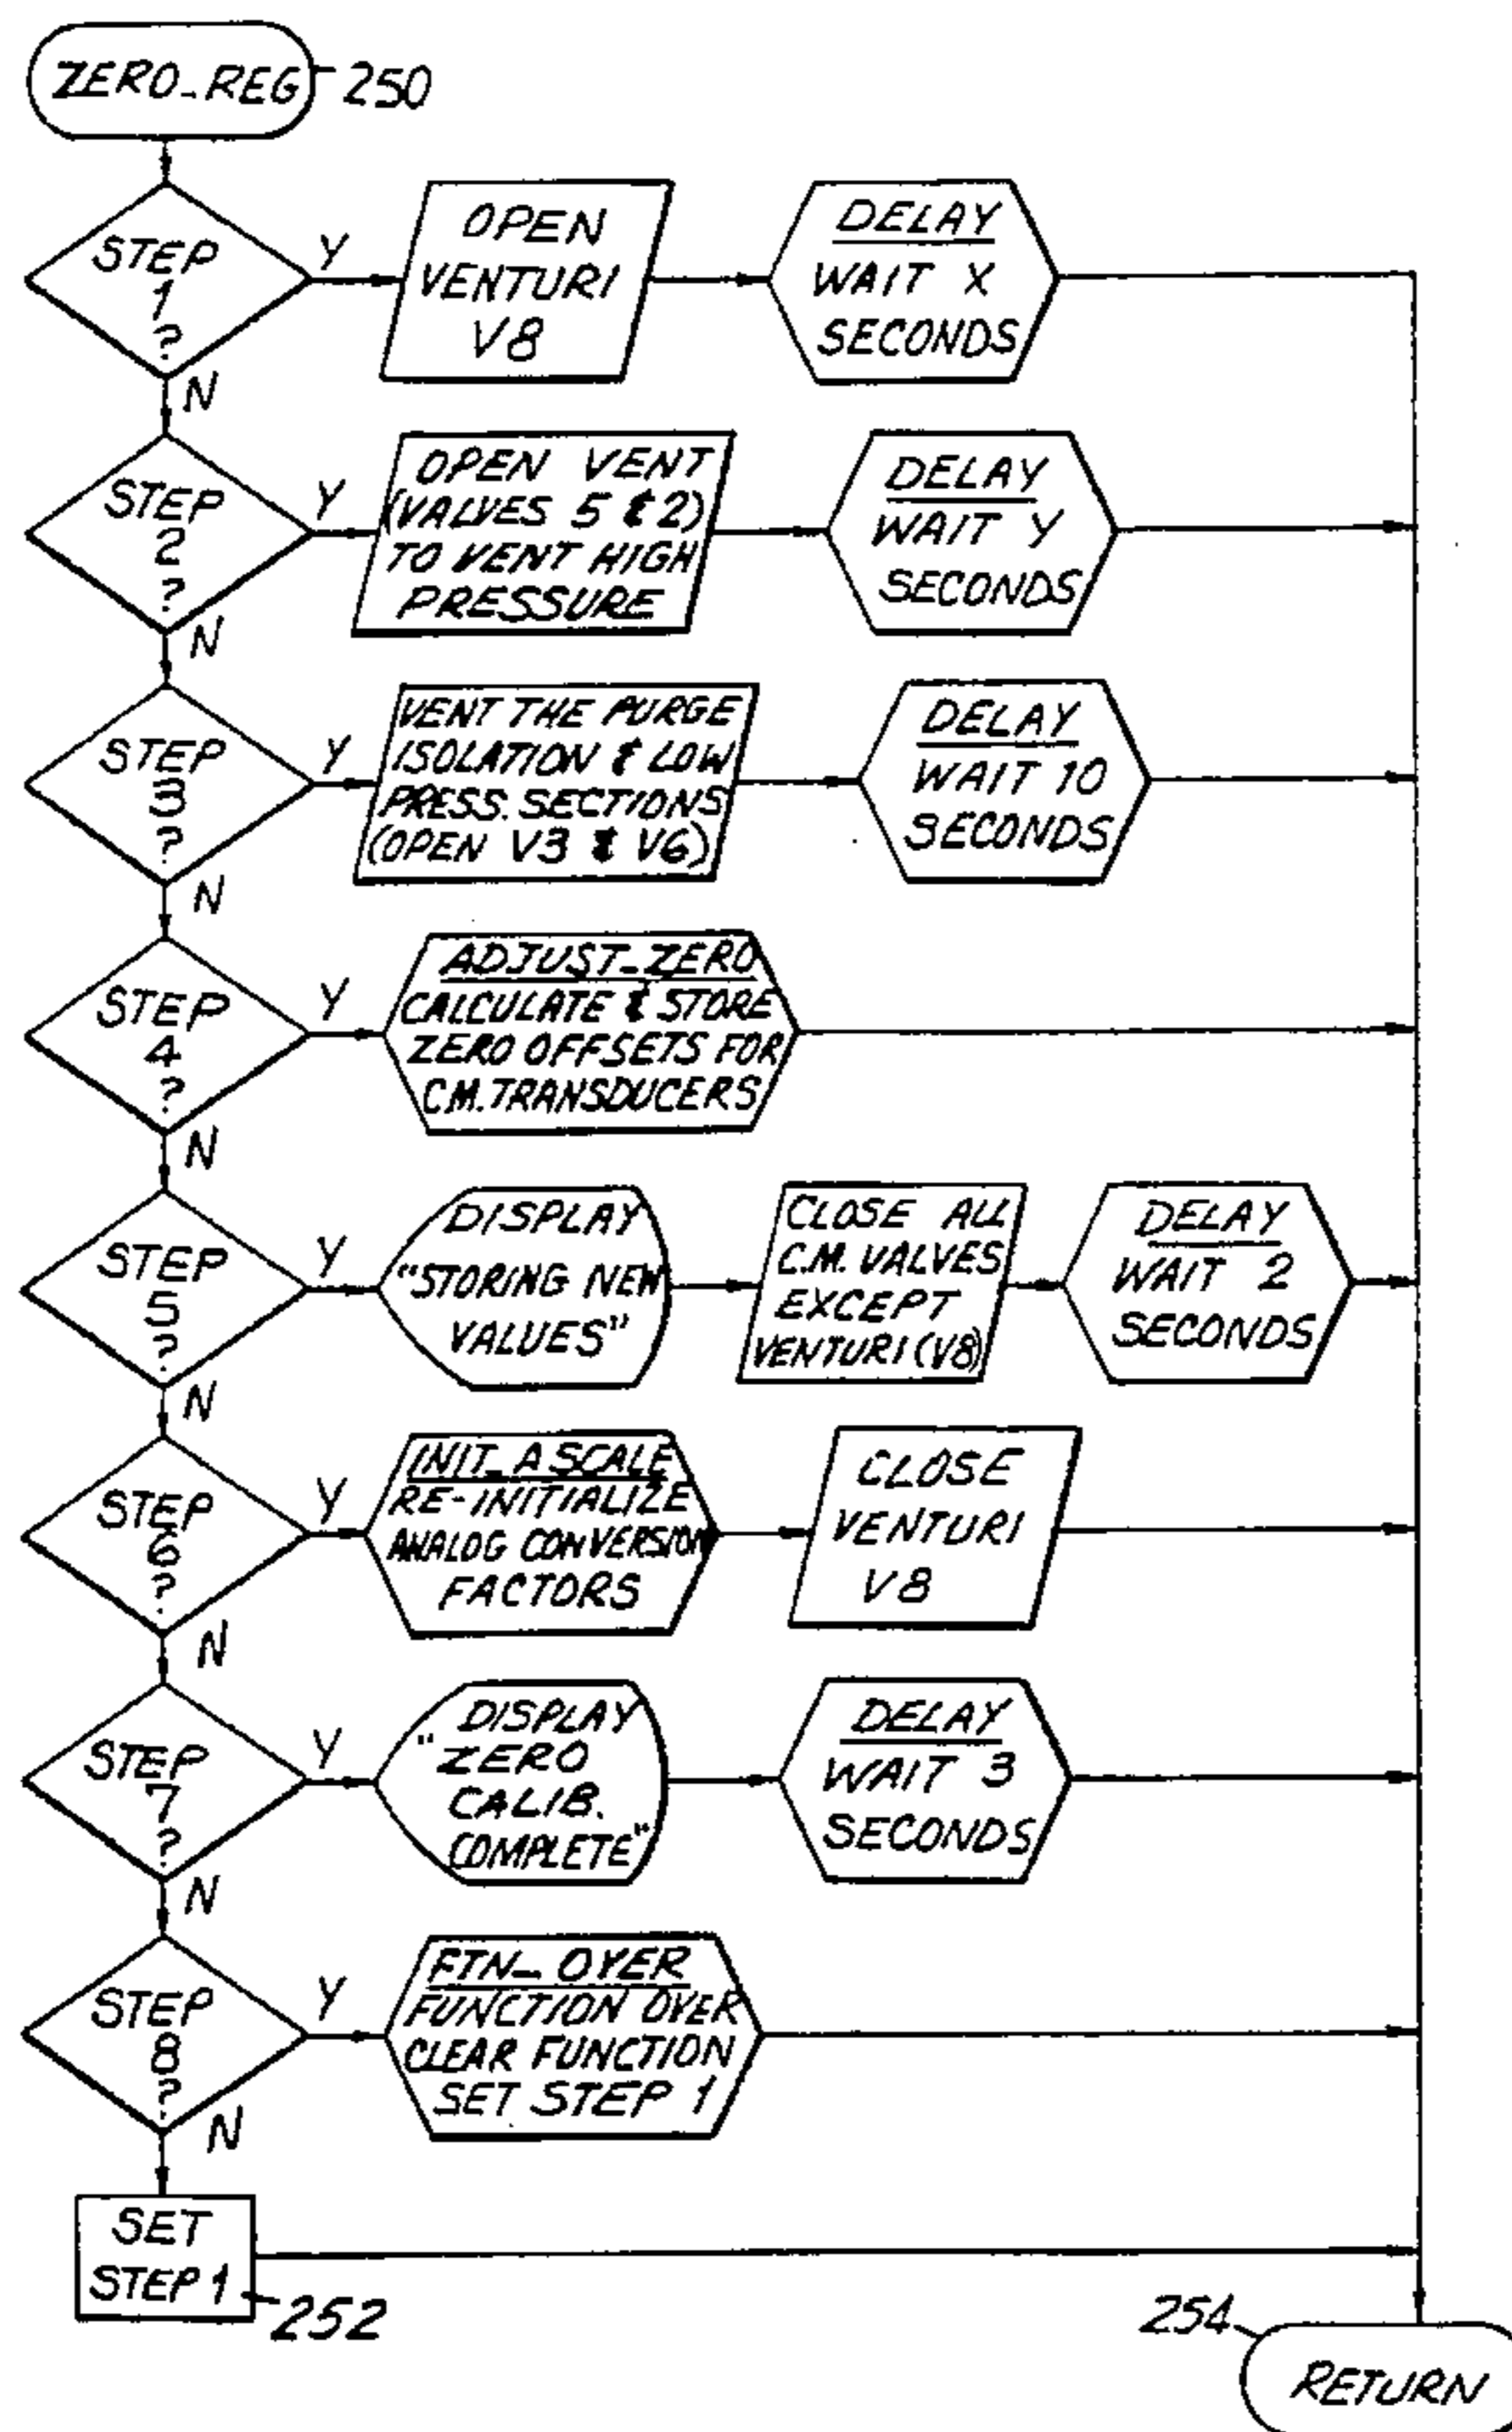 ZERO_REG
250
STEP
1
?
Y
N
OPEN
VENTURI
V8
DELAY
WAIT X
SECONDS
STEP
2
?
Y
N
OPEN VENT
(VALVES 5 & 2)
TO VENT HIGH
PRESSURE
DELAY
WAIT Y
SECONDS
STEP
3
?
Y
N
VENT THE PURGE
ISOLATION & LOW
PRESS. SECTIONS
(OPEN V3 & V6)
DELAY
WAIT 10
SECONDS
STEP
4
?
Y
N
ADJUST_ZERO
CALCULATE & STORE
ZERO OFFSETS FOR
C.M. TRANSDUCERS
STEP
5
?
Y
N
DISPLAY
"STORING NEW
VALUES"
CLOSE ALL
C.M. VALVES
EXCEPT
VENTURI (V8)
DELAY
WAIT 2
SECONDS
STEP
6
?
Y
N
INIT_ASCALE
RE-INITIALIZE
ANALOG CONVERSION
FACTORS
CLOSE
VENTURI
V8
STEP
7
?
Y
N
DISPLAY
"ZERO
CALIB.
COMPLETE"
DELAY
WAIT 3
SECONDS
STEP
8
?
Y
N
FTN_OVER
FUNCTION OVER
CLEAR FUNCTION
SET STEP 1
SET
STEP 1
252
254
RETURN